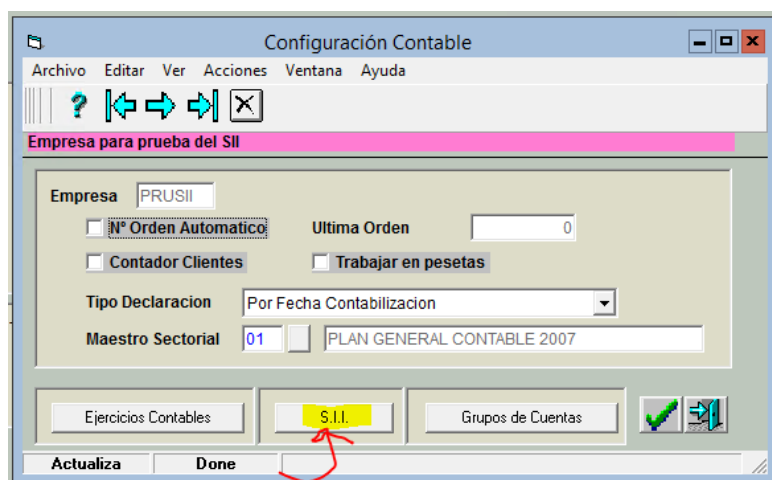 Configuración Contable
Archivo Editar Ver Acciones Ventana Ayuda
Empresa para prueba del SII
Empresa PRUSII
Nº Orden Automatico Ultima Orden 0
Contador Clientes Trabajar en pesetas
Tipo Declaracion Por Fecha Contabilizacion
Maestro Sectorial 01 PLAN GENERAL CONTABLE 2007
Ejercicios Contables S.I.I. Grupos de Cuentas
Actualiza Done